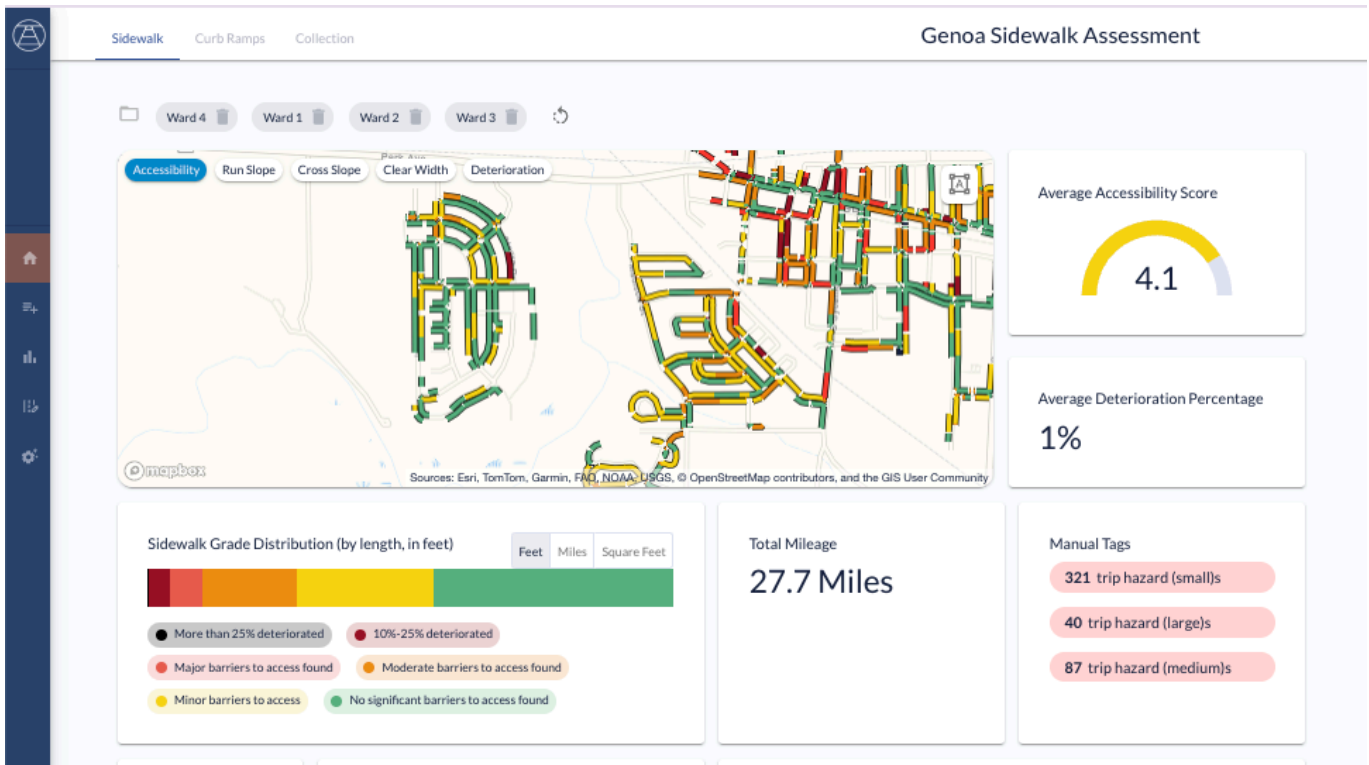 Sidewalk Curb Ramps Collection
Genoa Sidewalk Assessment
Ward 4 Ward 1 Ward 2 Ward 3
Park Ave
Accessibility Run Slope Cross Slope Clear Width Deterioration
A
mapbox
Sources: Esri, TomTom, Garmin, FAO, NOAA, USGS, © OpenStreetMap contributors, and the GIS User Community
Average Accessibility Score
4.1
Average Deterioration Percentage
1%
Sidewalk Grade Distribution (by length, in feet)
Feet Miles Square Feet
More than 25% deteriorated 10%-25% deteriorated
Major barriers to access found Moderate barriers to access found
Minor barriers to access No significant barriers to access found
Total Mileage
27.7 Miles
Manual Tags
321 trip hazard (small)s
40 trip hazard (large)s
87 trip hazard (medium)s